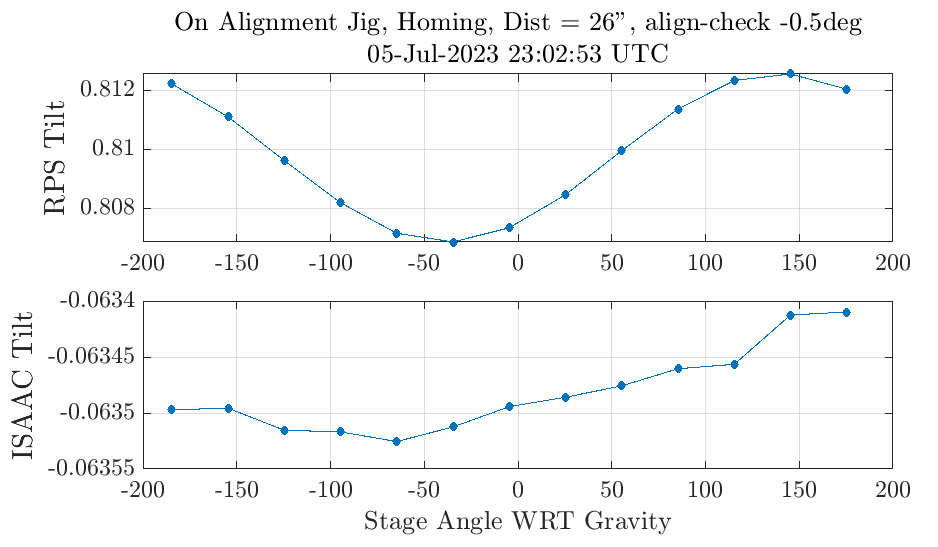 On Alignment Jig, Homing, Dist = 26”, align-check -0.5deg
05-Jul-2023 23:02:53 UTC
RPS Tilt
0.812
0.81
0.808
-200 -150 -100 -50 0 50 100 150 200
ISAAC Tilt
-0.0634
-0.06345
-0.0635
-0.06355
-200 -150 -100 -50 0 50 100 150 200
Stage Angle WRT Gravity